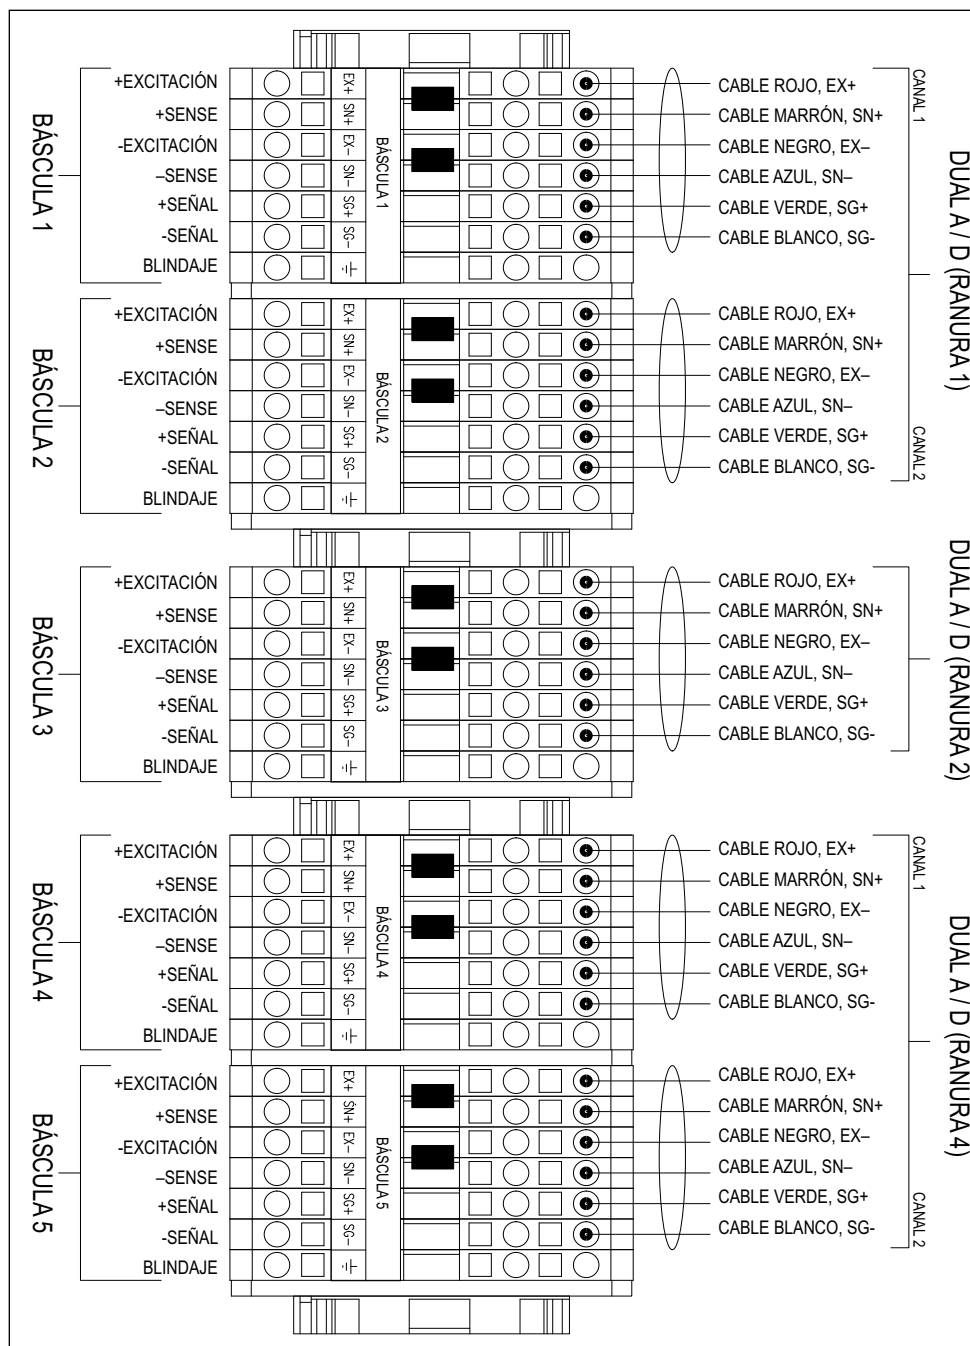 BÁSCULA 1
+EXCITACIÓN
+SENSE
-EXCITACIÓN
–SENSE
+SEÑAL
-SEÑAL
BLINDAJE
EX+
SN+
EX–
SN–
SG+
SG–
BÁSCULA 1
CABLE ROJO, EX+
CABLE MARRÓN, SN+
CABLE NEGRO, EX–
CABLE AZUL, SN–
CABLE VERDE, SG+
CABLE BLANCO, SG-
CANAL 1
DUAL A / D (RANURA 1)
BÁSCULA 2
+EXCITACIÓN
+SENSE
-EXCITACIÓN
–SENSE
+SEÑAL
-SEÑAL
BLINDAJE
EX+
SN+
EX–
SN–
SG+
SG–
BÁSCULA 2
CABLE ROJO, EX+
CABLE MARRÓN, SN+
CABLE NEGRO, EX–
CABLE AZUL, SN–
CABLE VERDE, SG+
CABLE BLANCO, SG-
CANAL 2
BÁSCULA 3
+EXCITACIÓN
+SENSE
-EXCITACIÓN
–SENSE
+SEÑAL
-SEÑAL
BLINDAJE
EX+
SN+
EX–
SN–
SG+
SG–
BÁSCULA 3
CABLE ROJO, EX+
CABLE MARRÓN, SN+
CABLE NEGRO, EX–
CABLE AZUL, SN–
CABLE VERDE, SG+
CABLE BLANCO, SG-
DUAL A / D (RANURA 2)
BÁSCULA 4
+EXCITACIÓN
+SENSE
-EXCITACIÓN
–SENSE
+SEÑAL
-SEÑAL
BLINDAJE
EX+
SN+
EX–
SN–
SG+
SG–
BÁSCULA 4
CABLE ROJO, EX+
CABLE MARRÓN, SN+
CABLE NEGRO, EX–
CABLE AZUL, SN–
CABLE VERDE, SG+
CABLE BLANCO, SG-
CANAL 1
DUAL A / D (RANURA 4)
BÁSCULA 5
+EXCITACIÓN
+SENSE
-EXCITACIÓN
–SENSE
+SEÑAL
-SEÑAL
BLINDAJE
EX+
SN+
EX–
SN–
SG+
SG–
BÁSCULA 5
CABLE ROJO, EX+
CABLE MARRÓN, SN+
CABLE NEGRO, EX–
CABLE AZUL, SN–
CABLE VERDE, SG+
CABLE BLANCO, SG-
CANAL 2